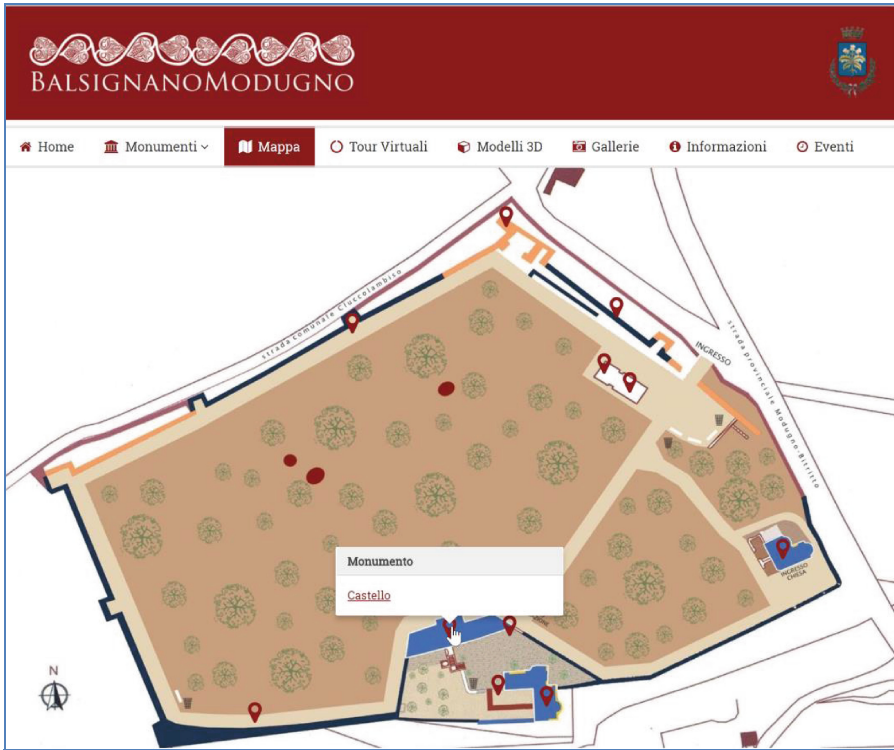 BALSIGNANOMODUGNO
Home Monumenti Mappa Tour Virtuali Modelli 3D Gallerie Informazioni Eventi
strada comunale Cluccolambiso
INGRESSO
strada provinciale Modugno-Bitritto
Monumento
Castello
INGRESSO
CHIESA
N